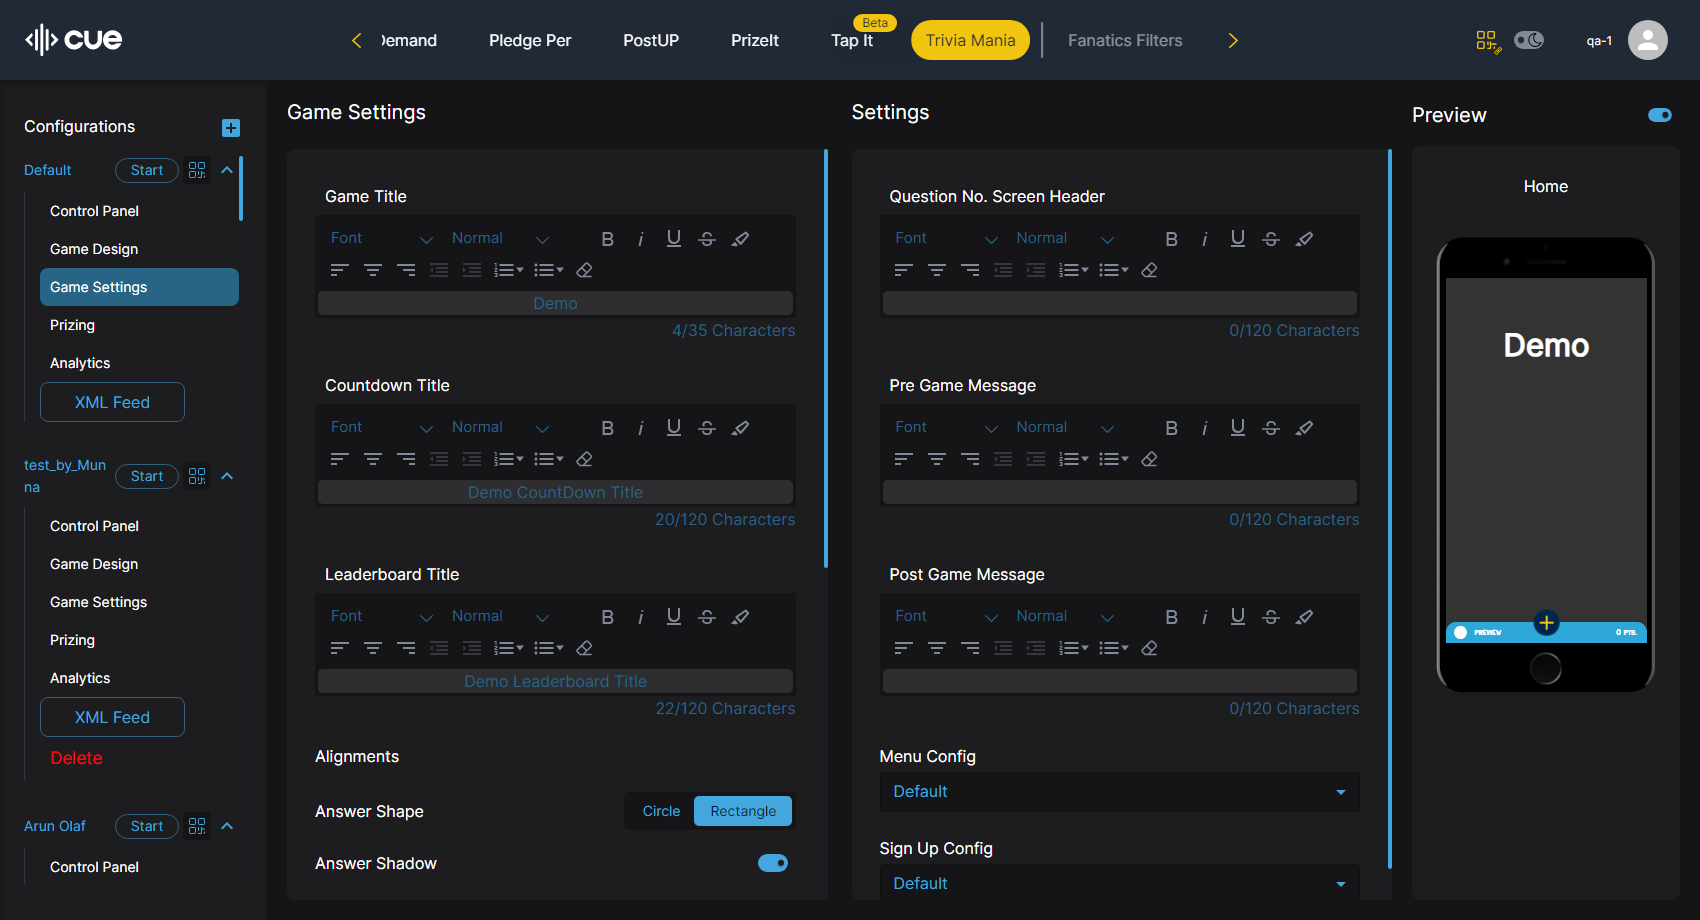 cue
Demand
Pledge Per
PostUP
PrizeIt
Beta
Tap It
Trivia Mania
Fanatics Filters
qa-1
Configurations
Default
Start
Control Panel
Game Design
Game Settings
Prizing
Analytics
XML Feed
test_by_Mun
na
Start
Control Panel
Game Design
Game Settings
Prizing
Analytics
XML Feed
Delete
Arun Olaf
Start
Control Panel
Game Settings
Game Title
Font
Normal
Demo
4/35 Characters
Countdown Title
Font
Normal
Demo CountDown Title
20/120 Characters
Leaderboard Title
Font
Normal
Demo Leaderboard Title
22/120 Characters
Alignments
Answer Shape
Circle
Rectangle
Answer Shadow
Settings
Question No. Screen Header
Font
Normal
0/120 Characters
Pre Game Message
Font
Normal
0/120 Characters
Post Game Message
Font
Normal
0/120 Characters
Menu Config
Default
Sign Up Config
Default
Preview
Home
Demo
PREVIEW
0 PTS.